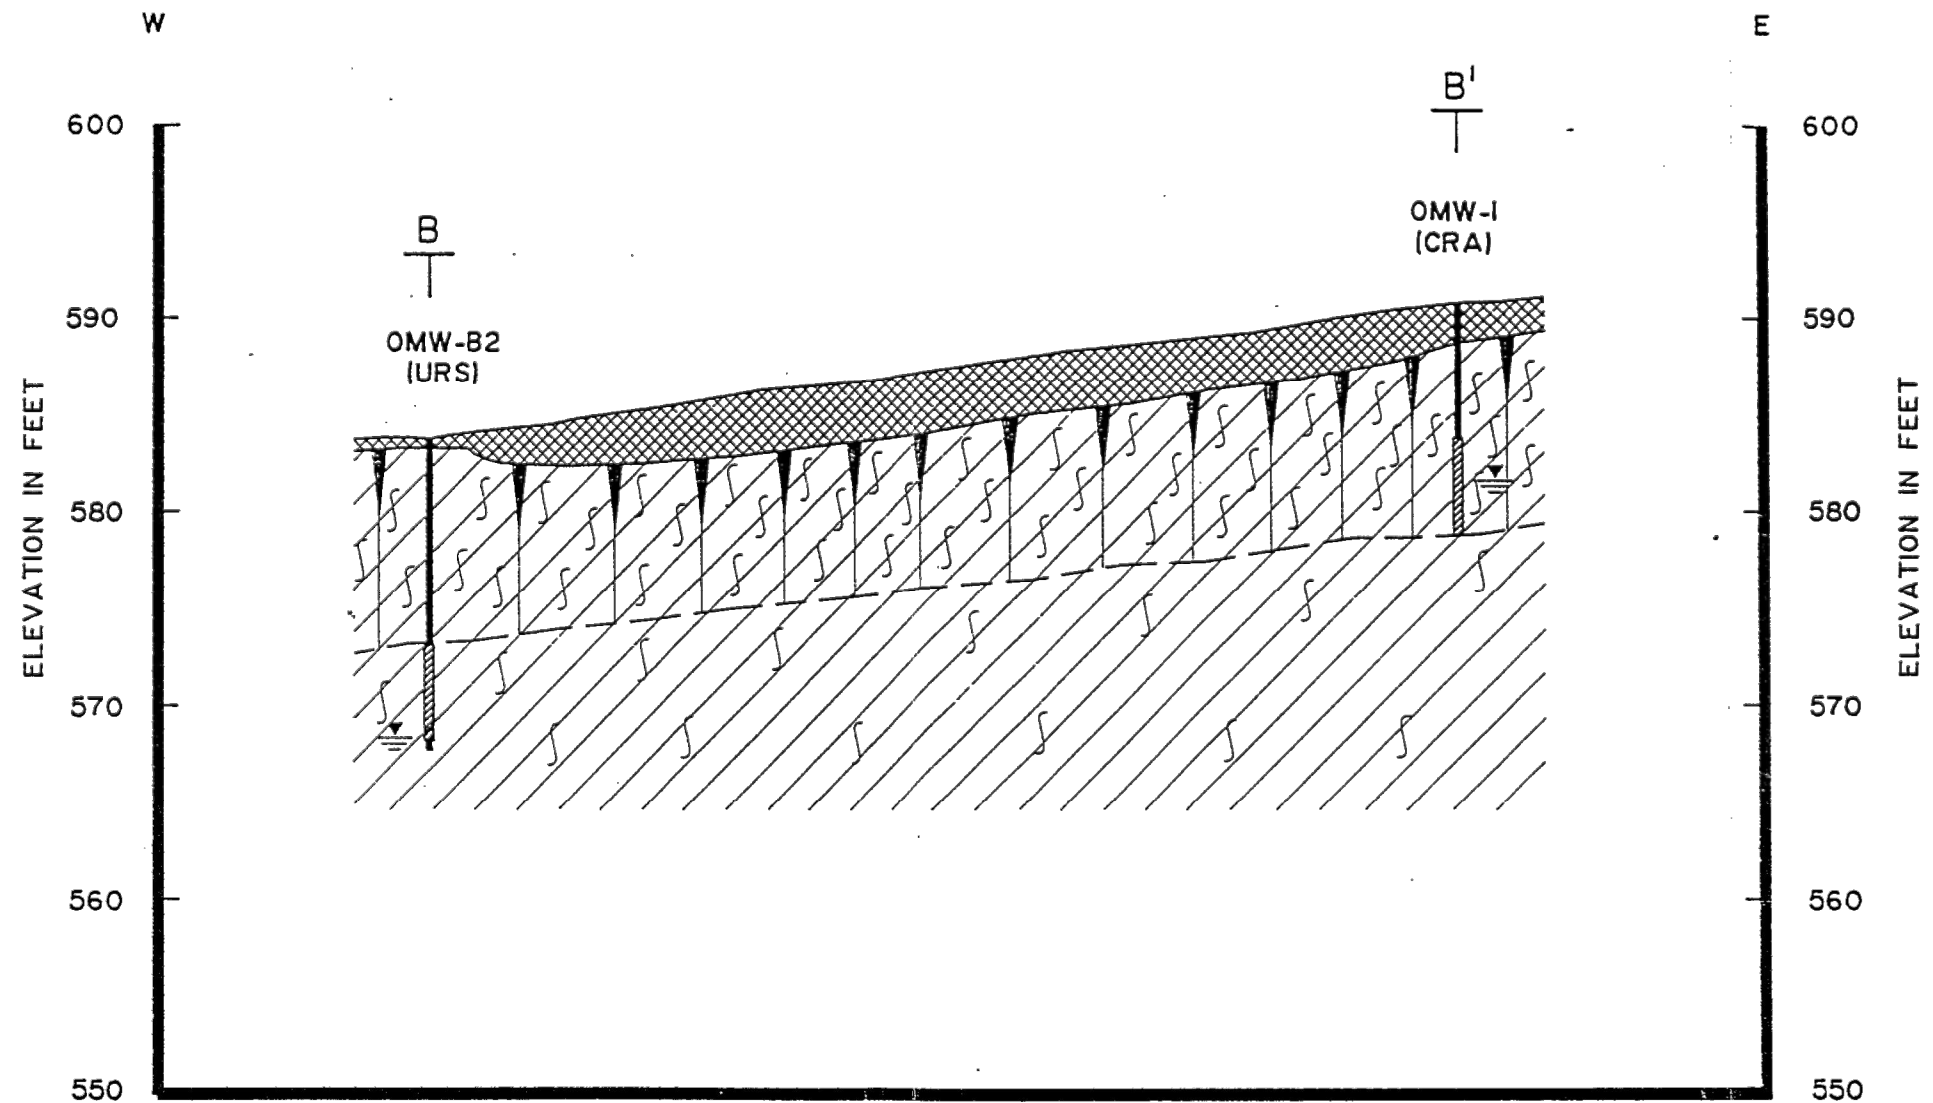 W
E
B'
600
600
OMW-1
(CRA)
B
590
590
OMW-B2
(URS)
ELEVATION IN FEET
ELEVATION IN FEET
580
580
570
570
560
560
550
550